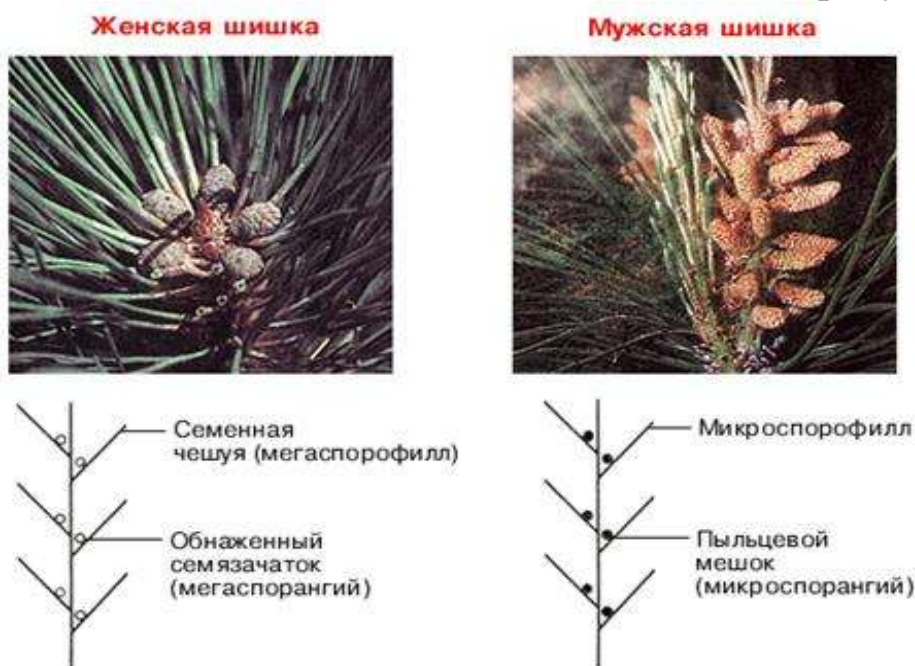 Женская шишка
Мужская шишка
Семенная
чешуя (мегаспорофилл)
Обнаженный
семязачаток
(мегаспорангий)
Микроспорофилл
Пыльцевой
мешок
(микроспорангий)